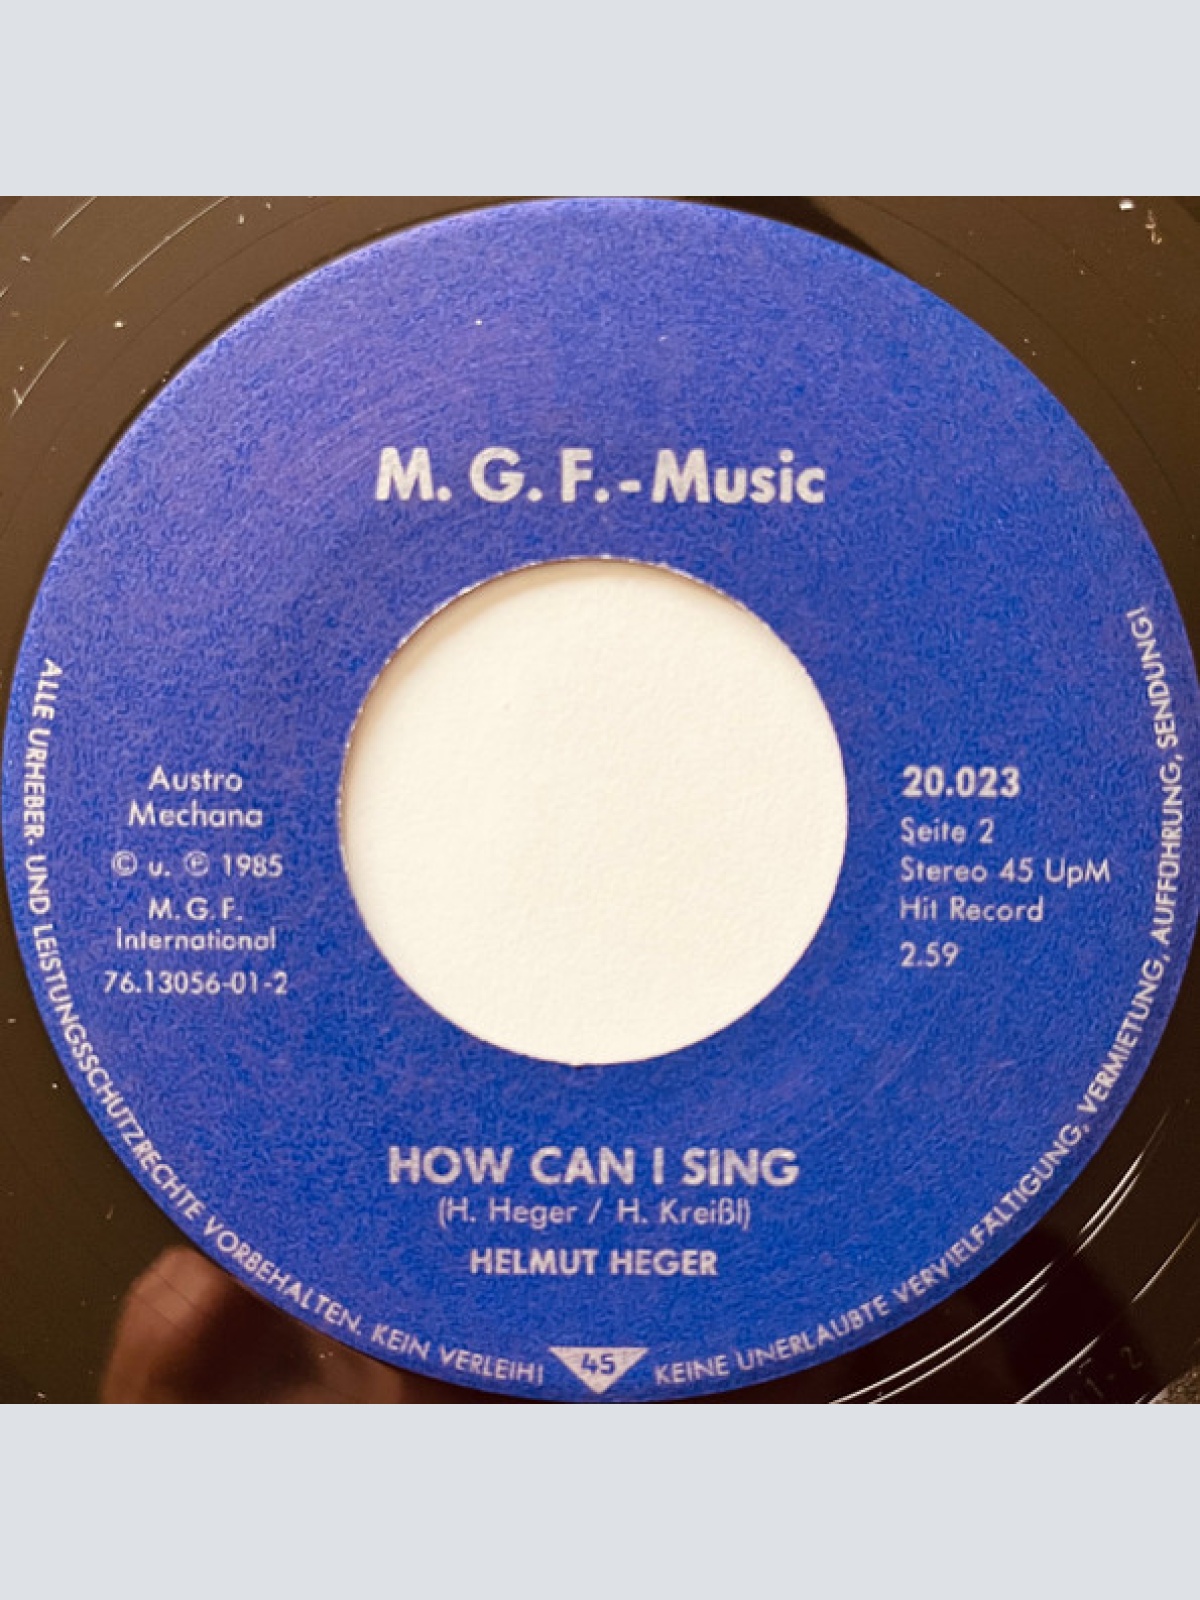 M. G. F.-Music
Austro
Mechana
© u. ℗ 1985
M. G. F.
International
76.13056-01-2
20.023
Seite 2
Stereo 45 UpM
Hit Record
2.59
HOW CAN I SING
(H. Heger / H. Kreißl)
HELMUT HEGER
ALLE URHEBER- UND LEISTUNGSSCHUTZRECHTE VORBEHALTEN. KEIN VERLEIH! 45 KEINE UNERLAUBTE VERVIELFÄLTIGUNG, VERMIETUNG, AUFFÜHRUNG, SENDUNG!